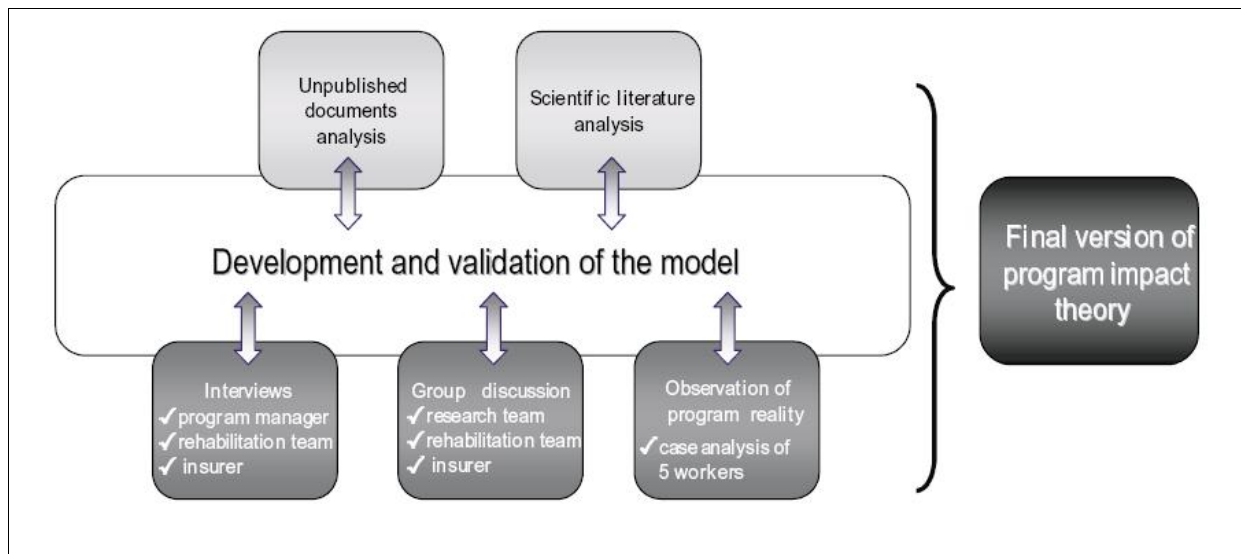 Unpublished
documents
analysis
Scientific literature
analysis
Development and validation of the model
Interviews
✓ program manager
✓ rehabilitation team
✓ insurer
Group discussion
✓ research team
✓ rehabilitation team
✓ insurer
Observation of
program reality
✓ case analysis of
5 workers
Final version of
program impact
theory